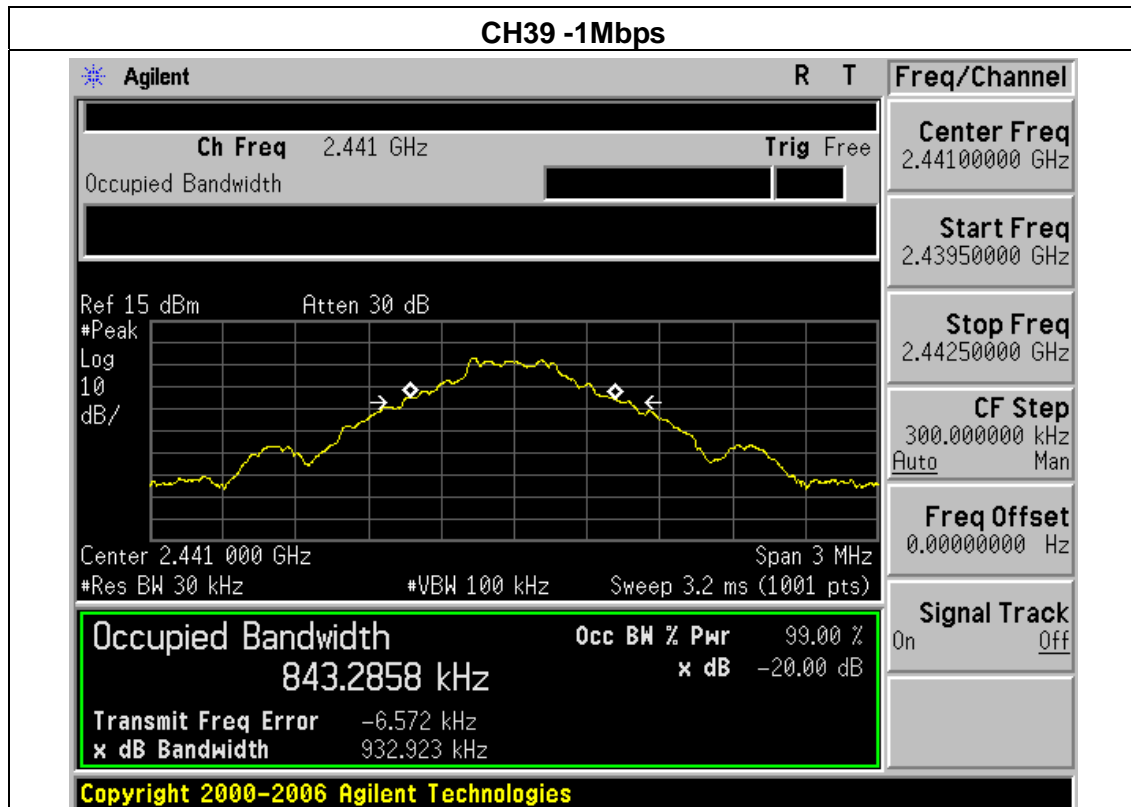 CH39 -1Mbps
Agilent R T Freq/Channel
Ch Freq 2.441 GHz Trig Free
Occupied Bandwidth
Center Freq
2.44100000 GHz
Start Freq
2.43950000 GHz
Stop Freq
2.44250000 GHz
CF Step
300.000000 kHz
Auto Man
Freq Offset
0.00000000 Hz
Signal Track
On Off
Ref 15 dBm Atten 30 dB
#Peak
Log
10
dB/
Center 2.441 000 GHz Span 3 MHz
#Res BW 30 kHz #VBW 100 kHz Sweep 3.2 ms (1001 pts)
Occupied Bandwidth Occ BW % Pwr 99.00 %
843.2858 kHz x dB -20.00 dB
Transmit Freq Error -6.572 kHz
x dB Bandwidth 932.923 kHz
Copyright 2000-2006 Agilent Technologies